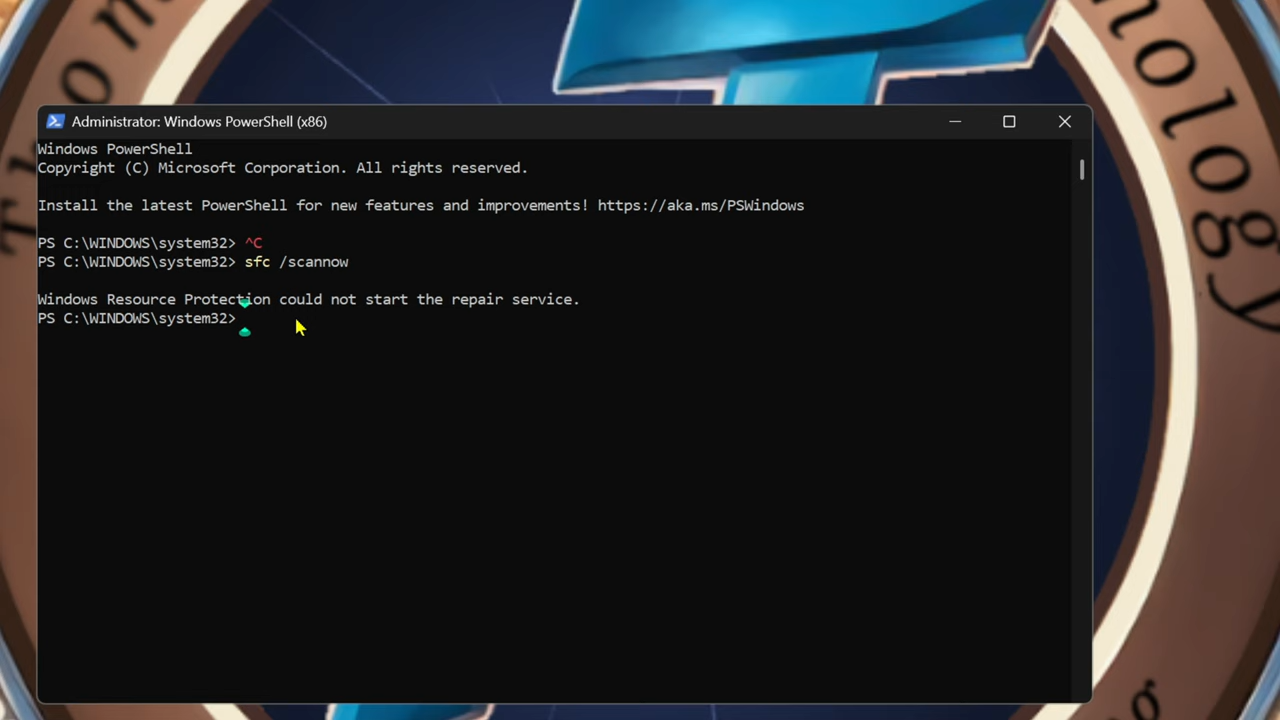 Administrator: Windows PowerShell (x86)
Windows PowerShell
Copyright (C) Microsoft Corporation. All rights reserved.
Install the latest PowerShell for new features and improvements! https://aka.ms/PSWindows
PS C:\WINDOWS\system32> ^C
PS C:\WINDOWS\system32> sfc /scannow
Windows Resource Protection could not start the repair service.
PS C:\WINDOWS\system32>